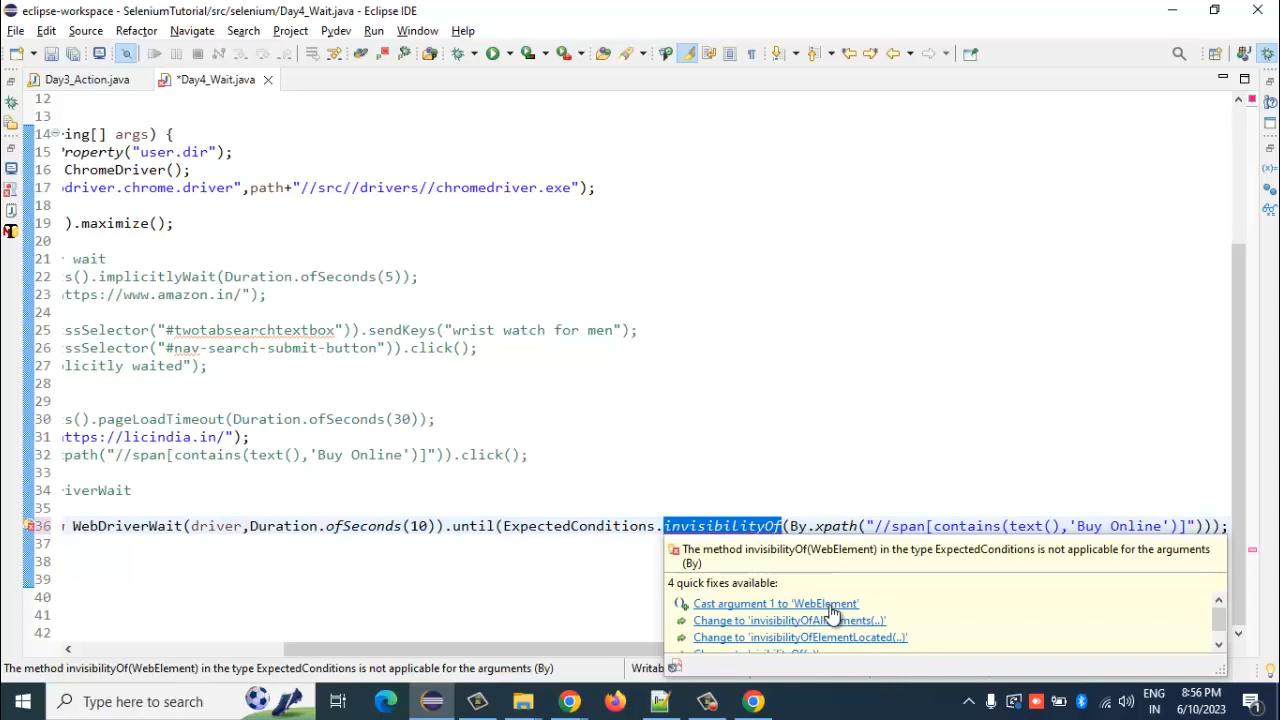 eclipse-workspace - SeleniumTutorial/src/selenium/Day4_Wait.java - Eclipse IDE
File Edit Source Refactor Navigate Search Project Pydev Run Window Help
Day3_Action.java *Day4_Wait.java
12
13
14 ing[] args) {
15 roperty("user.dir");
16 ChromeDriver();
17 driver.chrome.driver",path+"//src//drivers//chromedriver.exe");
18
19 ).maximize();
20
21 wait
22 s().implicitlyWait(Duration.ofSeconds(5));
23 ttps://www.amazon.in/");
24
25 ssSelector("#twotabsearchtextbox")).sendKeys("wrist watch for men");
26 ssSelector("#nav-search-submit-button")).click();
27 licitly waited");
28
29
30 s().pageLoadTimeout(Duration.ofSeconds(30));
31 ttps://licindia.in/");
32 path("//span[contains(text(),'Buy Online')]")).click();
33
34 riverWait
35
36 WebDriverWait(driver,Duration.ofSeconds(10)).until(ExpectedConditions.invisibilityOf(By.xpath("//span[contains(text(),'Buy Online')]")));
37
38
39
40
41
42
The method invisibilityOf(WebElement) in the type ExpectedConditions is not applicable for the arguments
(By)
4 quick fixes available:
Cast argument 1 to 'WebElement'
Change to 'invisibilityOfAllElements(..)'
Change to 'invisibilityOfElementLocated(..)'
The method invisibilityOf(WebElement) in the type ExpectedConditions is not applicable for the arguments (By)
Type here to search
ENG
IN
8:56 PM
6/10/2023